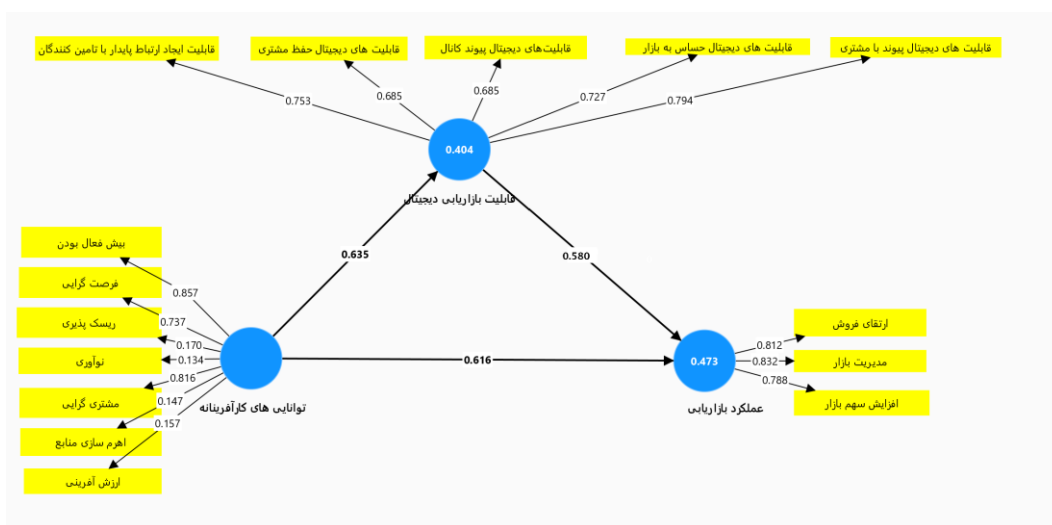 قابلیت ایجاد ارتباط پایدار با تامین کنندگان
قابلیت های دیجیتال حفظ مشتری
قابلیت‌های دیجیتال پیوند کانال
قابلیت های دیجیتال حساس به بازار
قابلیت های دیجیتال پیوند با مشتری
0.753
0.685
0.685
0.727
0.794
0.404
قابلیت بازاریابی دیجیتال
بیش فعال بودن
فرصت گرایی
ریسک پذیری
نوآوری
مشتری گرایی
اهرم سازی منابع
ارزش آفرینی
0.857
0.737
0.170
0.134
0.816
0.147
0.157
توانایی های کارآفرینانه
0.635
0.580
0.616
0.473
عملکرد بازاریابی
0.812
0.832
0.788
ارتقای فروش
مدیریت بازار
افزایش سهم بازار